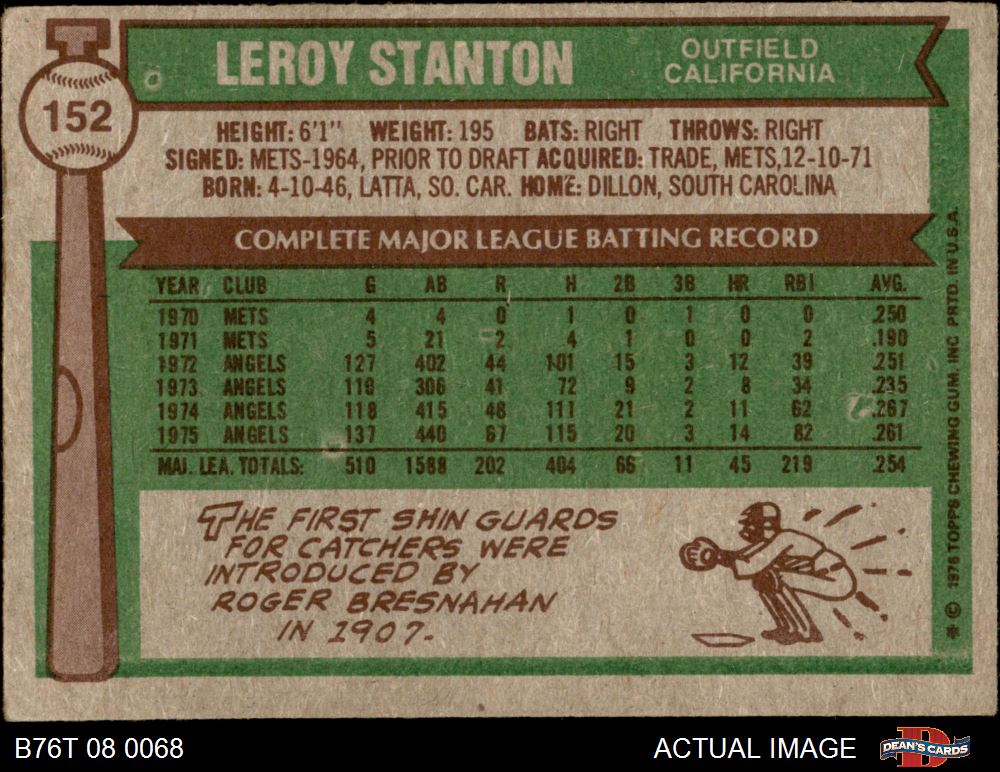 LEROY STANTON
OUTFIELD
CALIFORNIA
152
HEIGHT: 6'1" WEIGHT: 195 BATS: RIGHT THROWS: RIGHT
SIGNED: METS-1964, PRIOR TO DRAFT ACQUIRED: TRADE, METS,12-10-71
BORN: 4-10-46, LATTA, SO. CAR. HOME: DILLON, SOUTH CAROLINA
COMPLETE MAJOR LEAGUE BATTING RECORD
YEAR CLUB G AB R H 2B 3B HR RBI AVG.
1970 METS 4 4 0 1 0 1 0 0 .250
1971 METS 5 21 2 4 1 0 0 2 .190
1972 ANGELS 127 402 44 101 15 3 12 39 .251
1973 ANGELS 119 306 41 72 9 2 8 34 .235
1974 ANGELS 118 415 48 111 21 2 11 62 .267
1975 ANGELS 137 440 67 115 20 3 14 82 .261
MAJ. LEA. TOTALS: 510 1588 202 404 66 11 45 219 .254
THE FIRST SHIN GUARDS
FOR CATCHERS WERE
INTRODUCED BY
ROGER BRESNAHAN
IN 1907.
* © 1976 TOPPS CHEWING GUM, INC. PRTD. IN U.S.A.
B76T 08 0068
ACTUAL IMAGE
DEAN'S CARDS